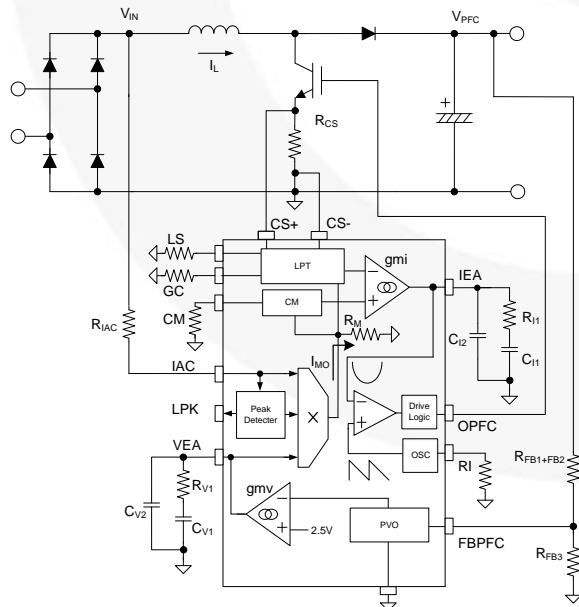 V_IN
V_PFC
I_L
R_CS
CS+
CS-
LS
GC
LPT
gmi
IEA
CM
CM
R_M
R_IAC
R_I1
C_I2
C_I1
I_MO
IAC
LPK
Peak
Detecter
X
Drive
Logic
OPFC
VEA
OSC
RI
R_FB1+FB2
R_V1
gmv
C_V2
C_V1
2.5V
PVO
FBPFC
R_FB3